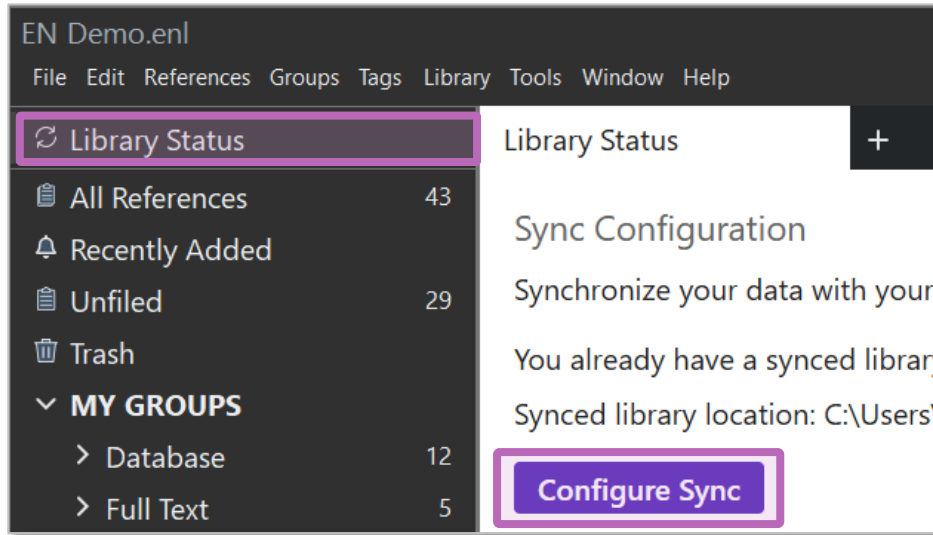 EN Demo.enl
File Edit References Groups Tags Library Tools Window Help
Library Status
All References 43
Recently Added
Unfiled 29
Trash
MY GROUPS
Database 12
Full Text 5
Library Status +
Sync Configuration
Synchronize your data with your
You already have a synced
Synced library location: C:\Users\
Configure Sync